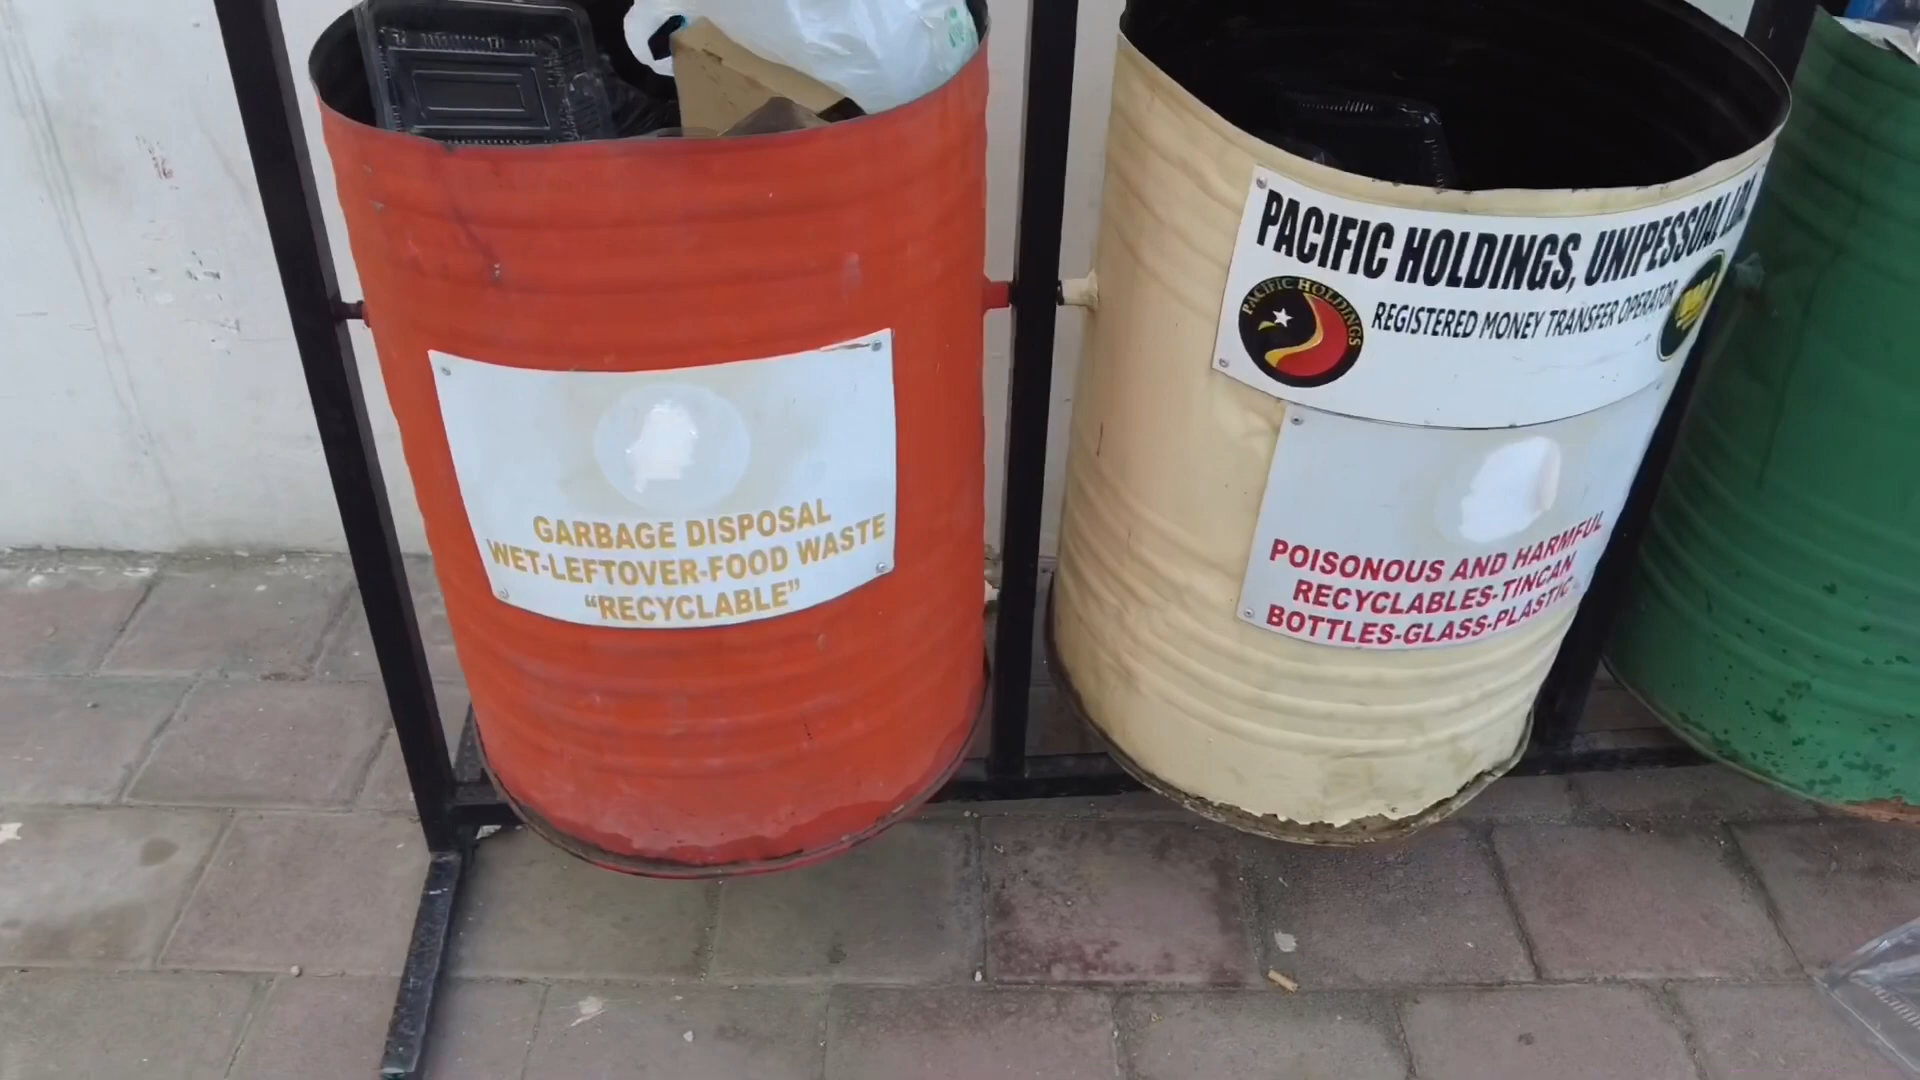 GARBAGE DISPOSAL
WET-LEFTOVER-FOOD WASTE
“RECYCLABLE”
PACIFIC HOLDINGS, UNIPESSOAL LDA
PACIFIC HOLDINGS
REGISTERED MONEY TRANSFER OPERATOR
POISONOUS AND HARMFUL
RECYCLABLES-TINCAN
BOTTLES-GLASS-PLASTIC